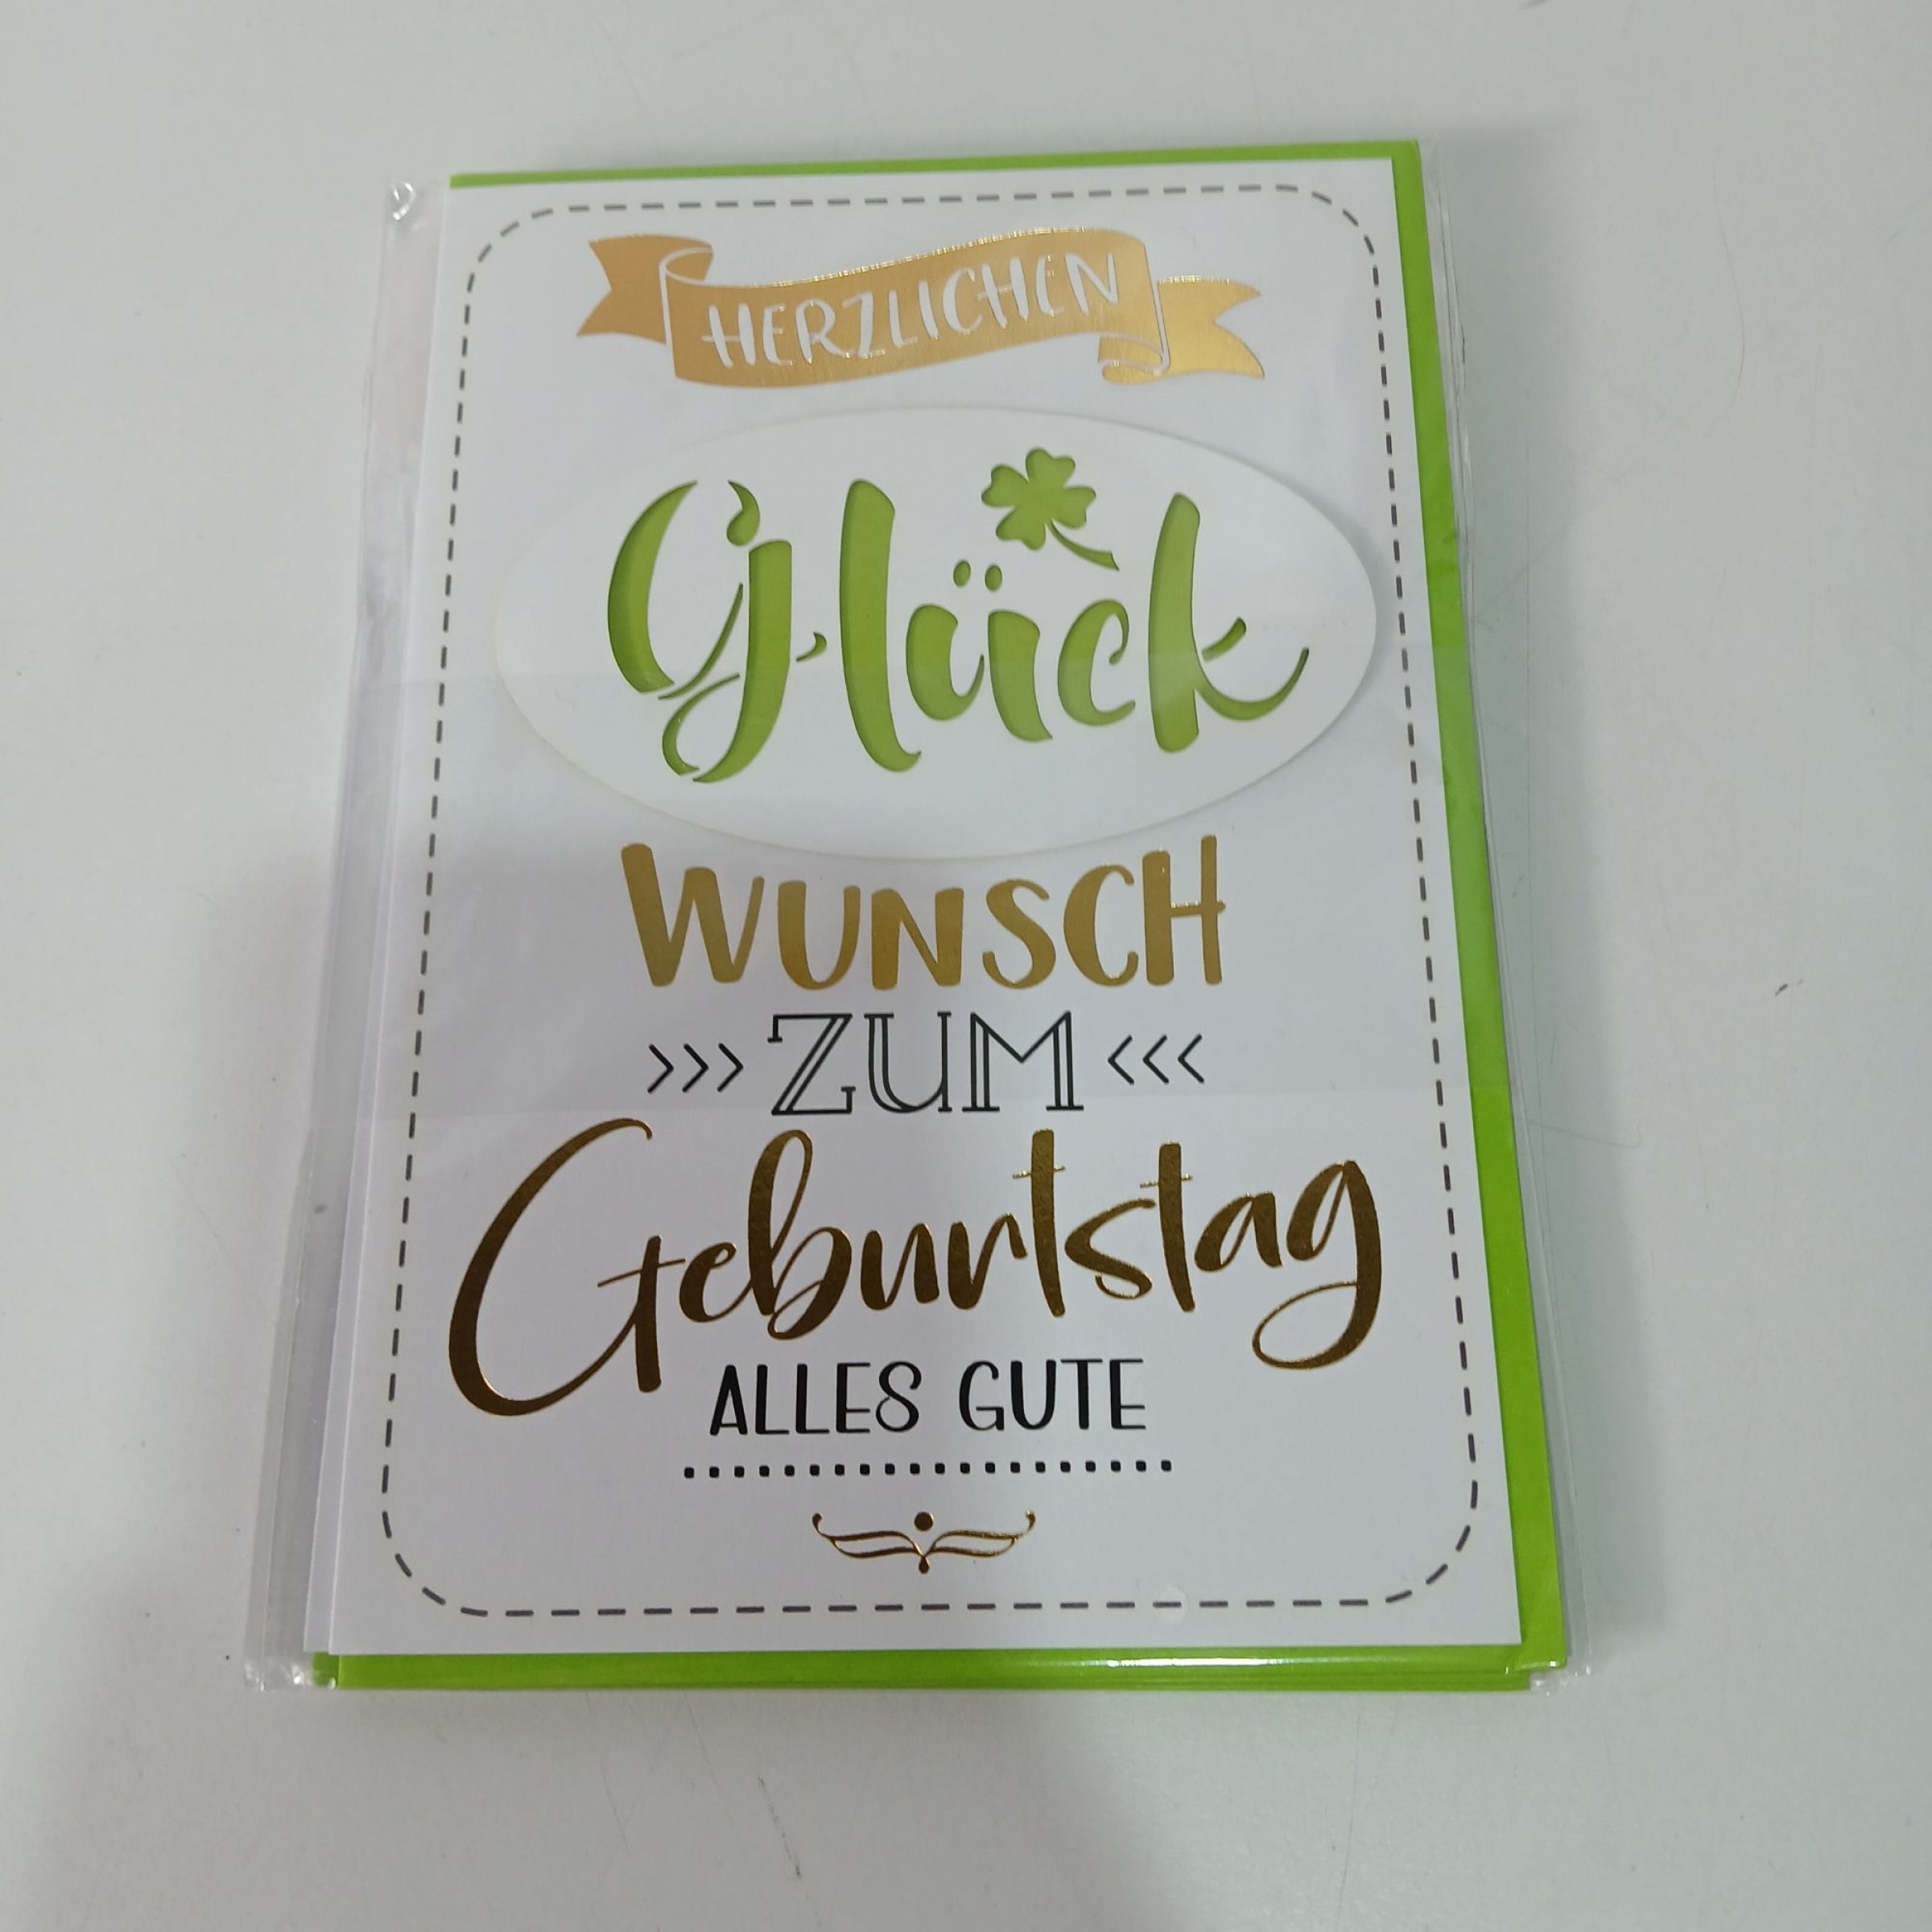 HERZLICHEN
Glück
WUNSCH
>>> ZUM <<<
Geburtstag
ALLES GUTE